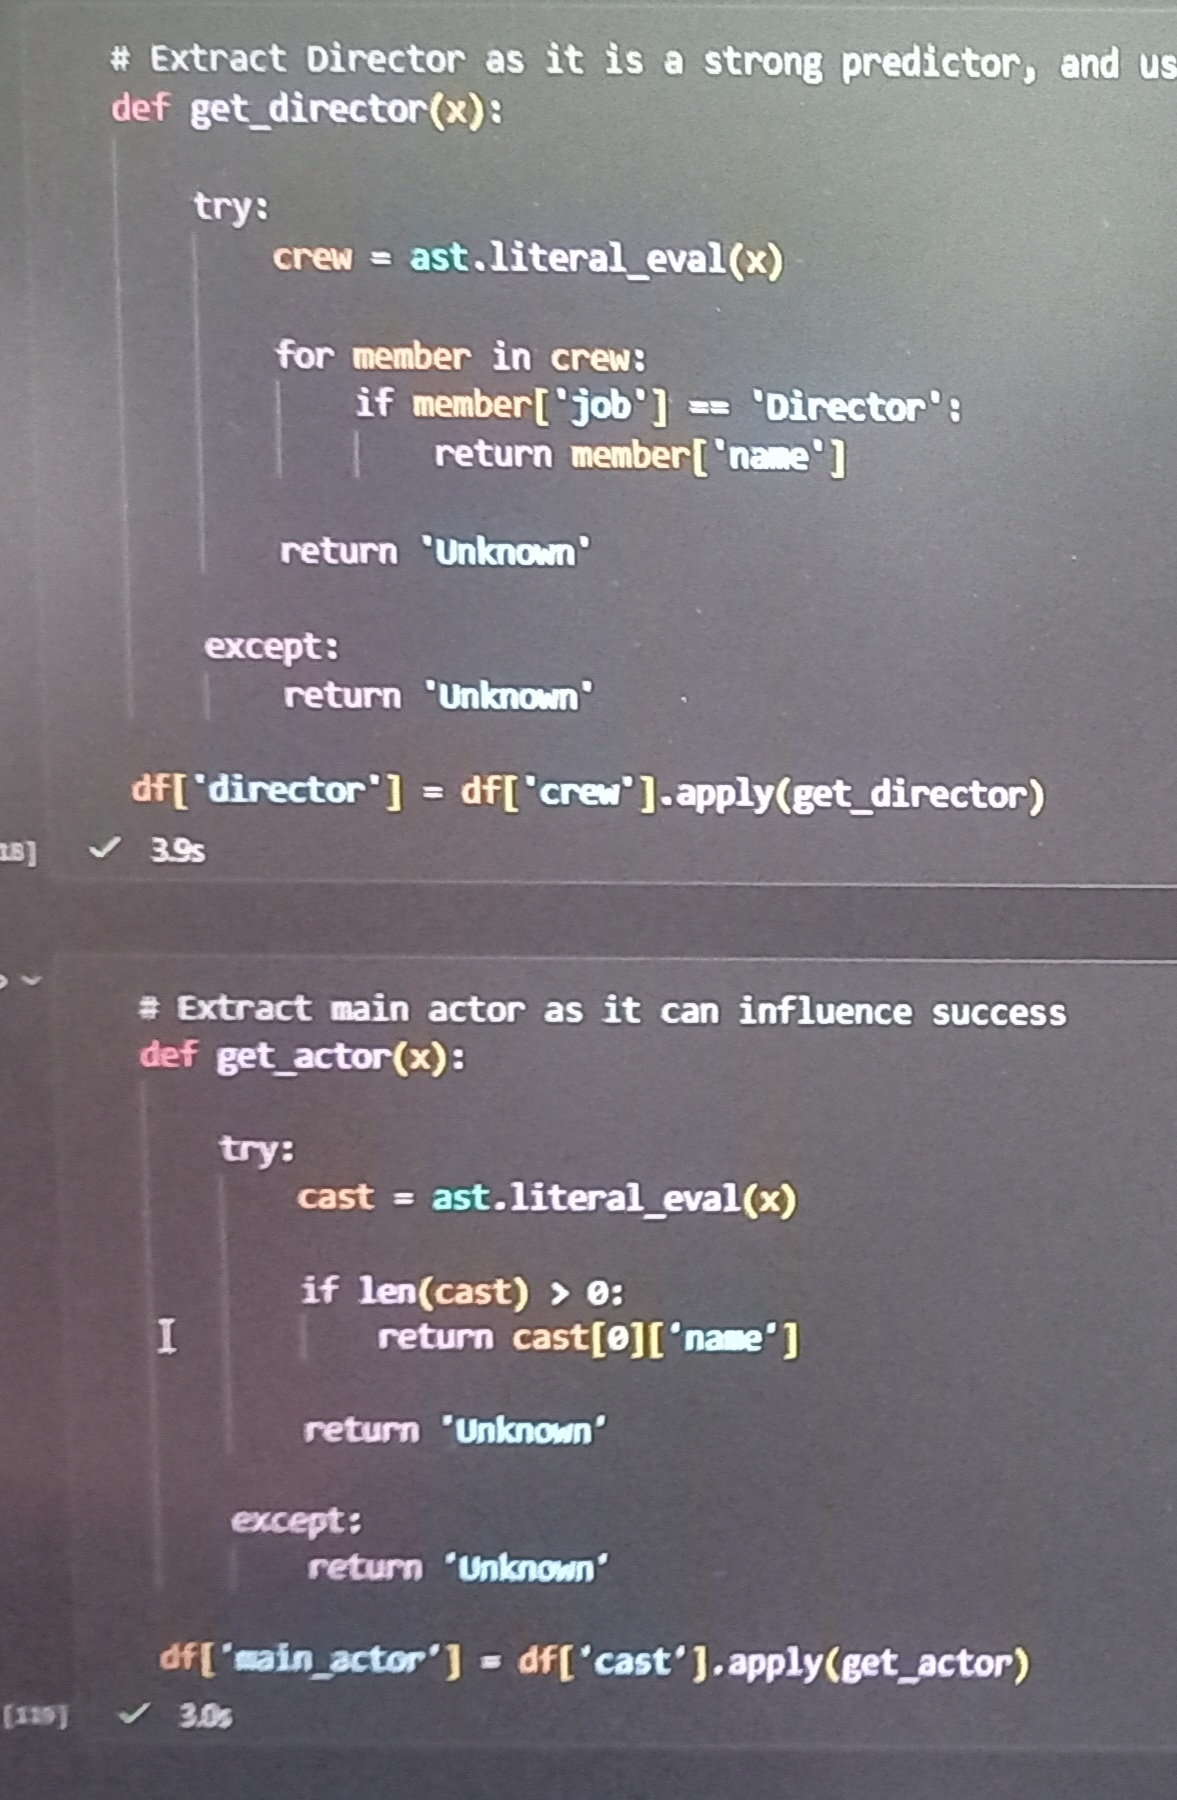 # Extract Director as it is a strong predictor, and us
def get_director(x):
try:
crew = ast.literal_eval(x)
for member in crew:
if member['job'] == 'Director':
return member['name']
return 'Unknown'
except:
return 'Unknown'
df['director'] = df['crew'].apply(get_director)
18]
3.9s
# Extract main actor as it can influence success
def get_actor(x):
try:
cast = ast.literal_eval(x)
if len(cast) > 0:
return cast[0]['name']
return 'Unknown'
except:
return 'Unknown'
df['main_actor'] = df['cast'].apply(get_actor)
[119]
3.0s